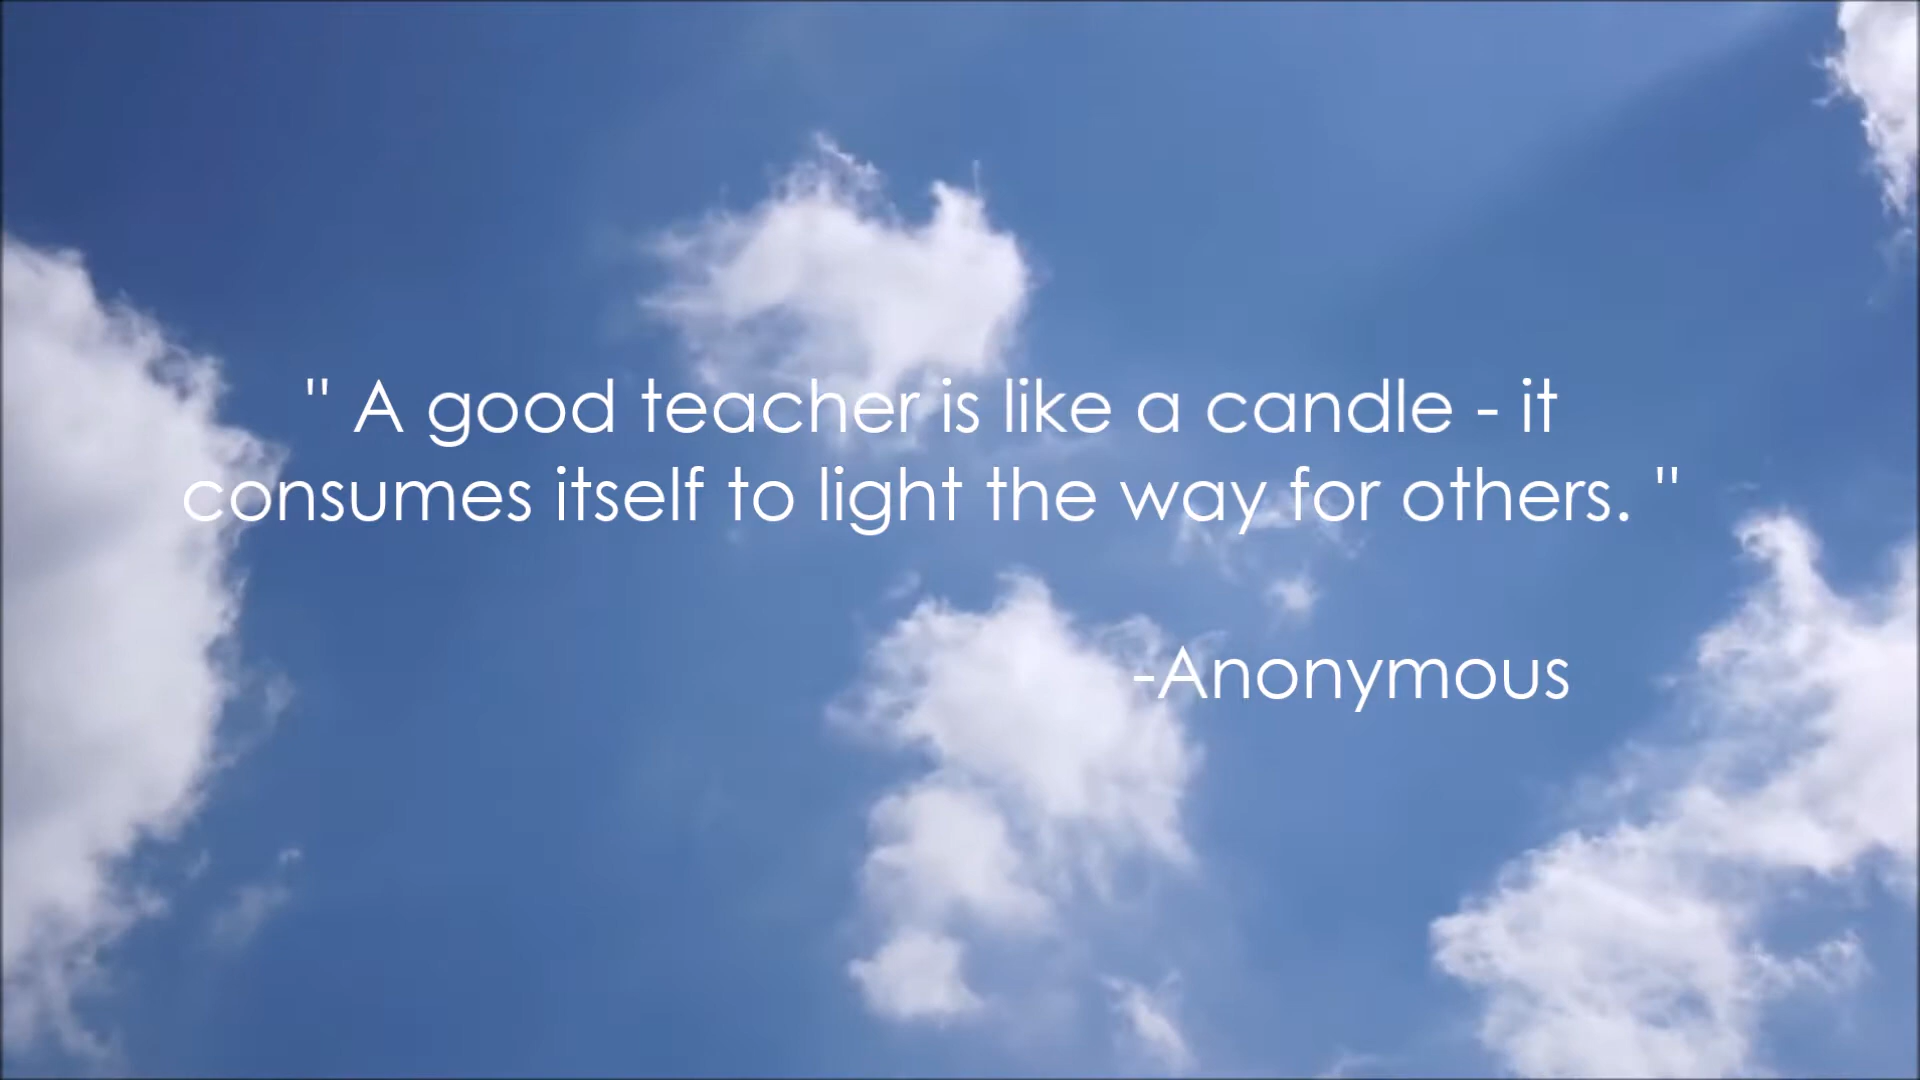 " A good teacher is like a candle - it
consumes itself to light the way for others. "
-Anonymous